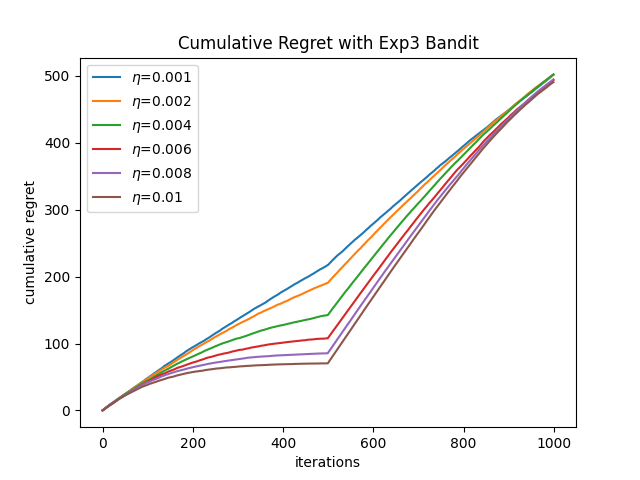 Cumulative Regret with Exp3 Bandit
η=0.001
η=0.002
η=0.004
η=0.006
η=0.008
η=0.01
cumulative regret
500
400
300
200
100
0
0 200 400 600 800 1000
iterations